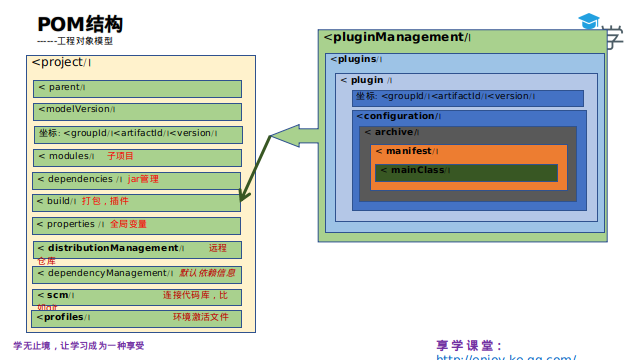 POM结构
------工程对象模型
<project/>
< parent/>
<modelVersion/>
坐标: <groupId/><artifactId/><version/>
< modules/> 子项目
< dependencies /> jar管理
< build/> 打包，插件
< properties /> 全局变量
< distributionManagement/> 远程
仓库
< dependencyManagement/> 默认依赖信息
< scm/> 连接代码库，比
如git
<profiles/> 环境激活文件
学无止境，让学习成为一种享受
学
<pluginManagement/>
<plugins/>
< plugin />
坐标: <groupId/><artifactId/><version/>
<configuration/>
< archive/>
< manifest/>
< mainClass/>
享学课堂：
http://enjoy.ke.qq.com/